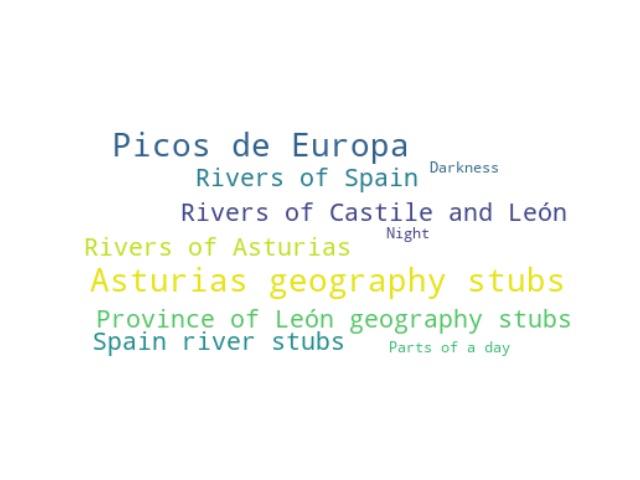 Picos de Europa
Darkness
Rivers of Spain
Rivers of Castile and León
Night
Rivers of Asturias
Asturias geography stubs
Province of León geography stubs
Spain river stubs
Parts of a day